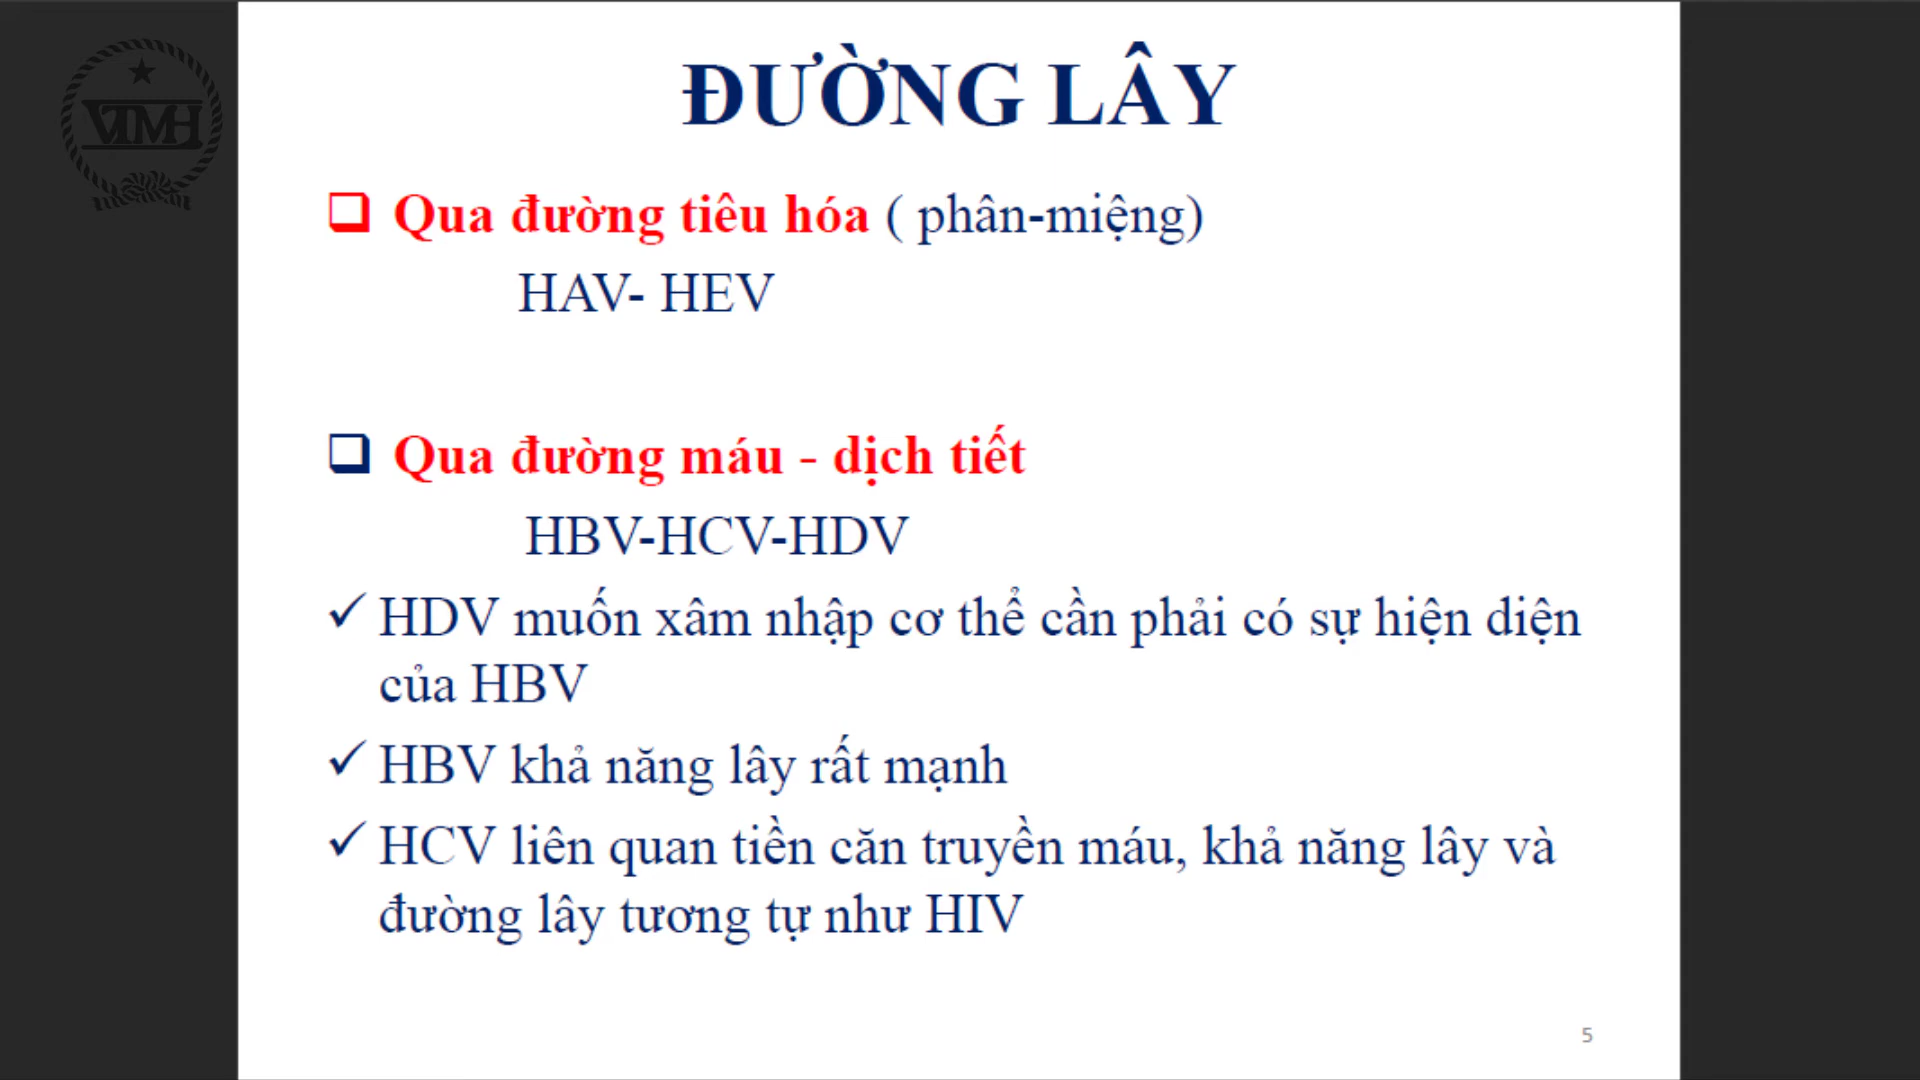 VTMH
ĐƯỜNG LÂY
Qua đường tiêu hóa ( phân-miệng)
HAV- HEV
Qua đường máu - dịch tiết
HBV-HCV-HDV
HDV muốn xâm nhập cơ thể cần phải có sự hiện diện
của HBV
HBV khả năng lây rất mạnh
HCV liên quan tiền căn truyền máu, khả năng lây và
đường lây tương tự như HIV
5